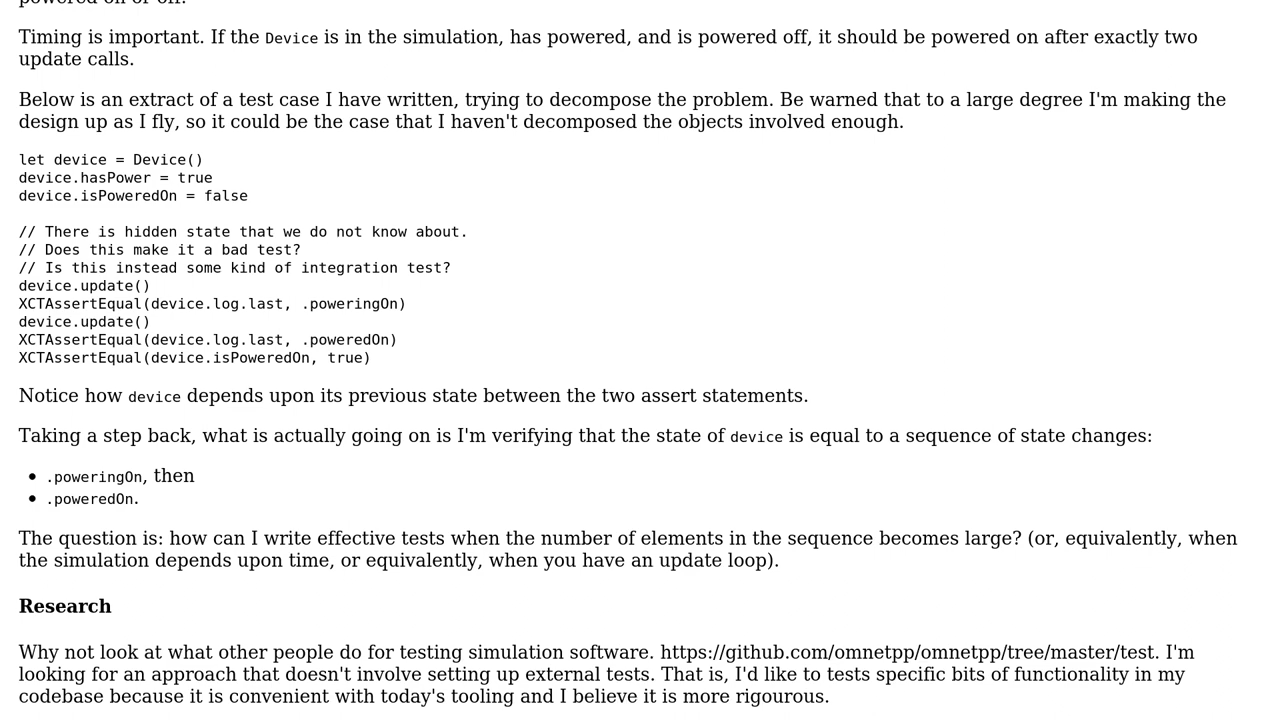 powered on or off.
Timing is important. If the Device is in the simulation, has powered, and is powered off, it should be powered on after exactly two
update calls.
Below is an extract of a test case I have written, trying to decompose the problem. Be warned that to a large degree I'm making the
design up as I fly, so it could be the case that I haven't decomposed the objects involved enough.
let device = Device()
device.hasPower = true
device.isPoweredOn = false
// There is hidden state that we do not know about.
// Does this make it a bad test?
// Is this instead some kind of integration test?
device.update()
XCTAssertEqual(device.log.last, .poweringOn)
device.update()
XCTAssertEqual(device.log.last, .poweredOn)
XCTAssertEqual(device.isPoweredOn, true)
Notice how device depends upon its previous state between the two assert statements.
Taking a step back, what is actually going on is I'm verifying that the state of device is equal to a sequence of state changes:
• .poweringOn, then
• .poweredOn.
The question is: how can I write effective tests when the number of elements in the sequence becomes large? (or, equivalently, when
the simulation depends upon time, or equivalently, when you have an update loop).
Research
Why not look at what other people do for testing simulation software. https://github.com/omnetpp/omnetpp/tree/master/test. I'm
looking for an approach that doesn't involve setting up external tests. That is, I'd like to tests specific bits of functionality in my
codebase because it is convenient with today's tooling and I believe it is more rigourous.